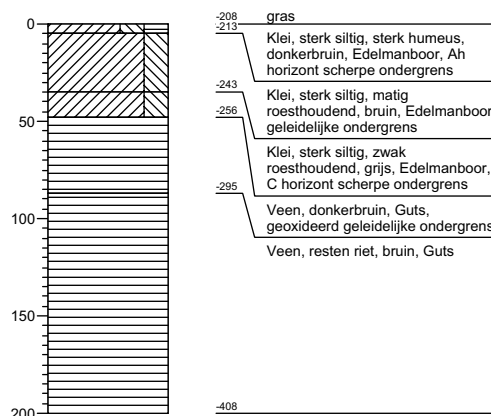 0
50
100
150
200
-208
gras
-213
Klei, sterk siltig, sterk humeus,
donkerbruin, Edelmanboor, Ah
horizont scherpe ondergrens
-243
Klei, sterk siltig, matig
roesthoudend, bruin, Edelmanboor
geleidelijke ondergrens
-256
Klei, sterk siltig, zwak
roesthoudend, grijs, Edelmanboor,
C horizont scherpe ondergrens
-295
Veen, donkerbruin, Guts,
geoxideerd geleidelijke ondergrens
Veen, resten riet, bruin, Guts
-408